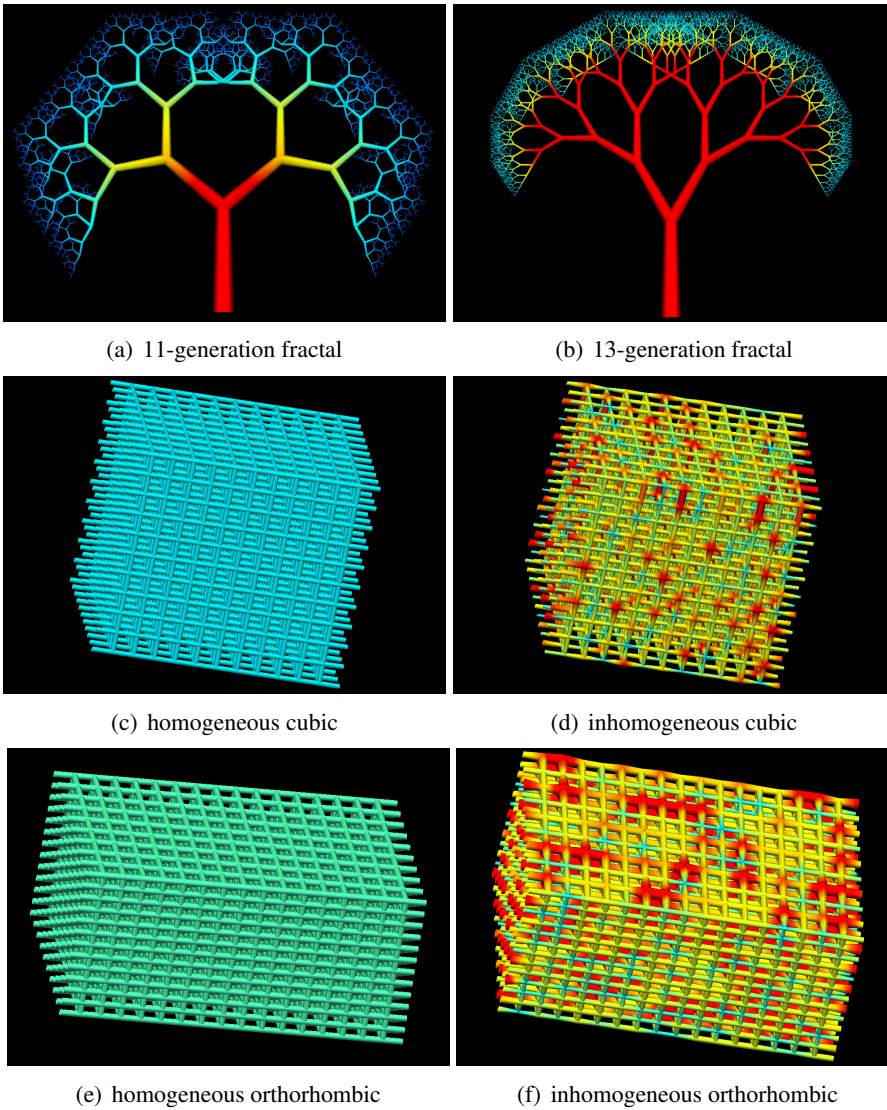 (a) 11-generation fractal
(b) 13-generation fractal
(c) homogeneous cubic
(d) inhomogeneous cubic
(e) homogeneous orthorhombic
(f) inhomogeneous orthorhombic